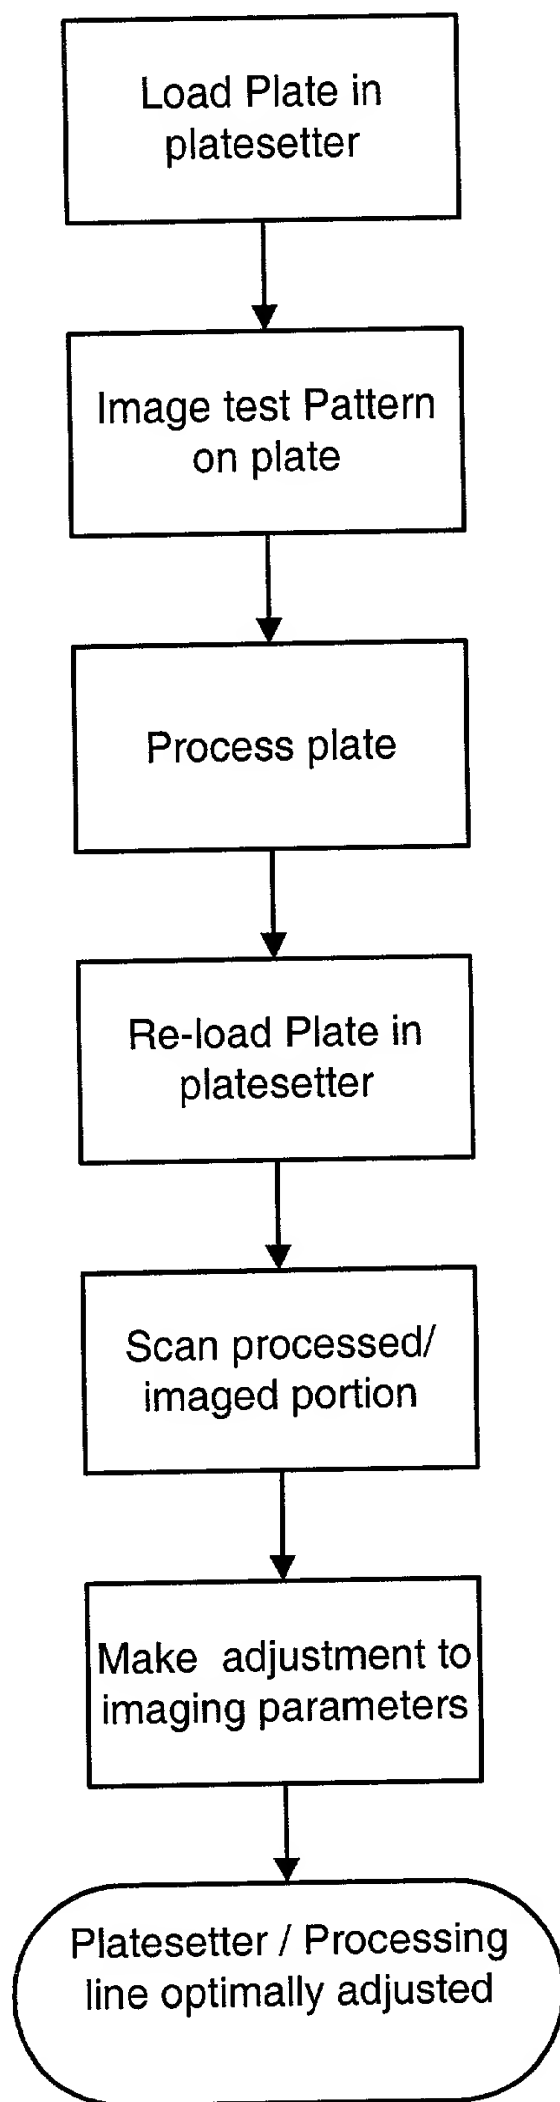 Load Plate in
platesetter
Image test Pattern
on plate
Process plate
Re-load Plate in
platesetter
Scan processed/
imaged portion
Make  adjustment to
imaging parameters
Platesetter / Processing
line optimally adjusted